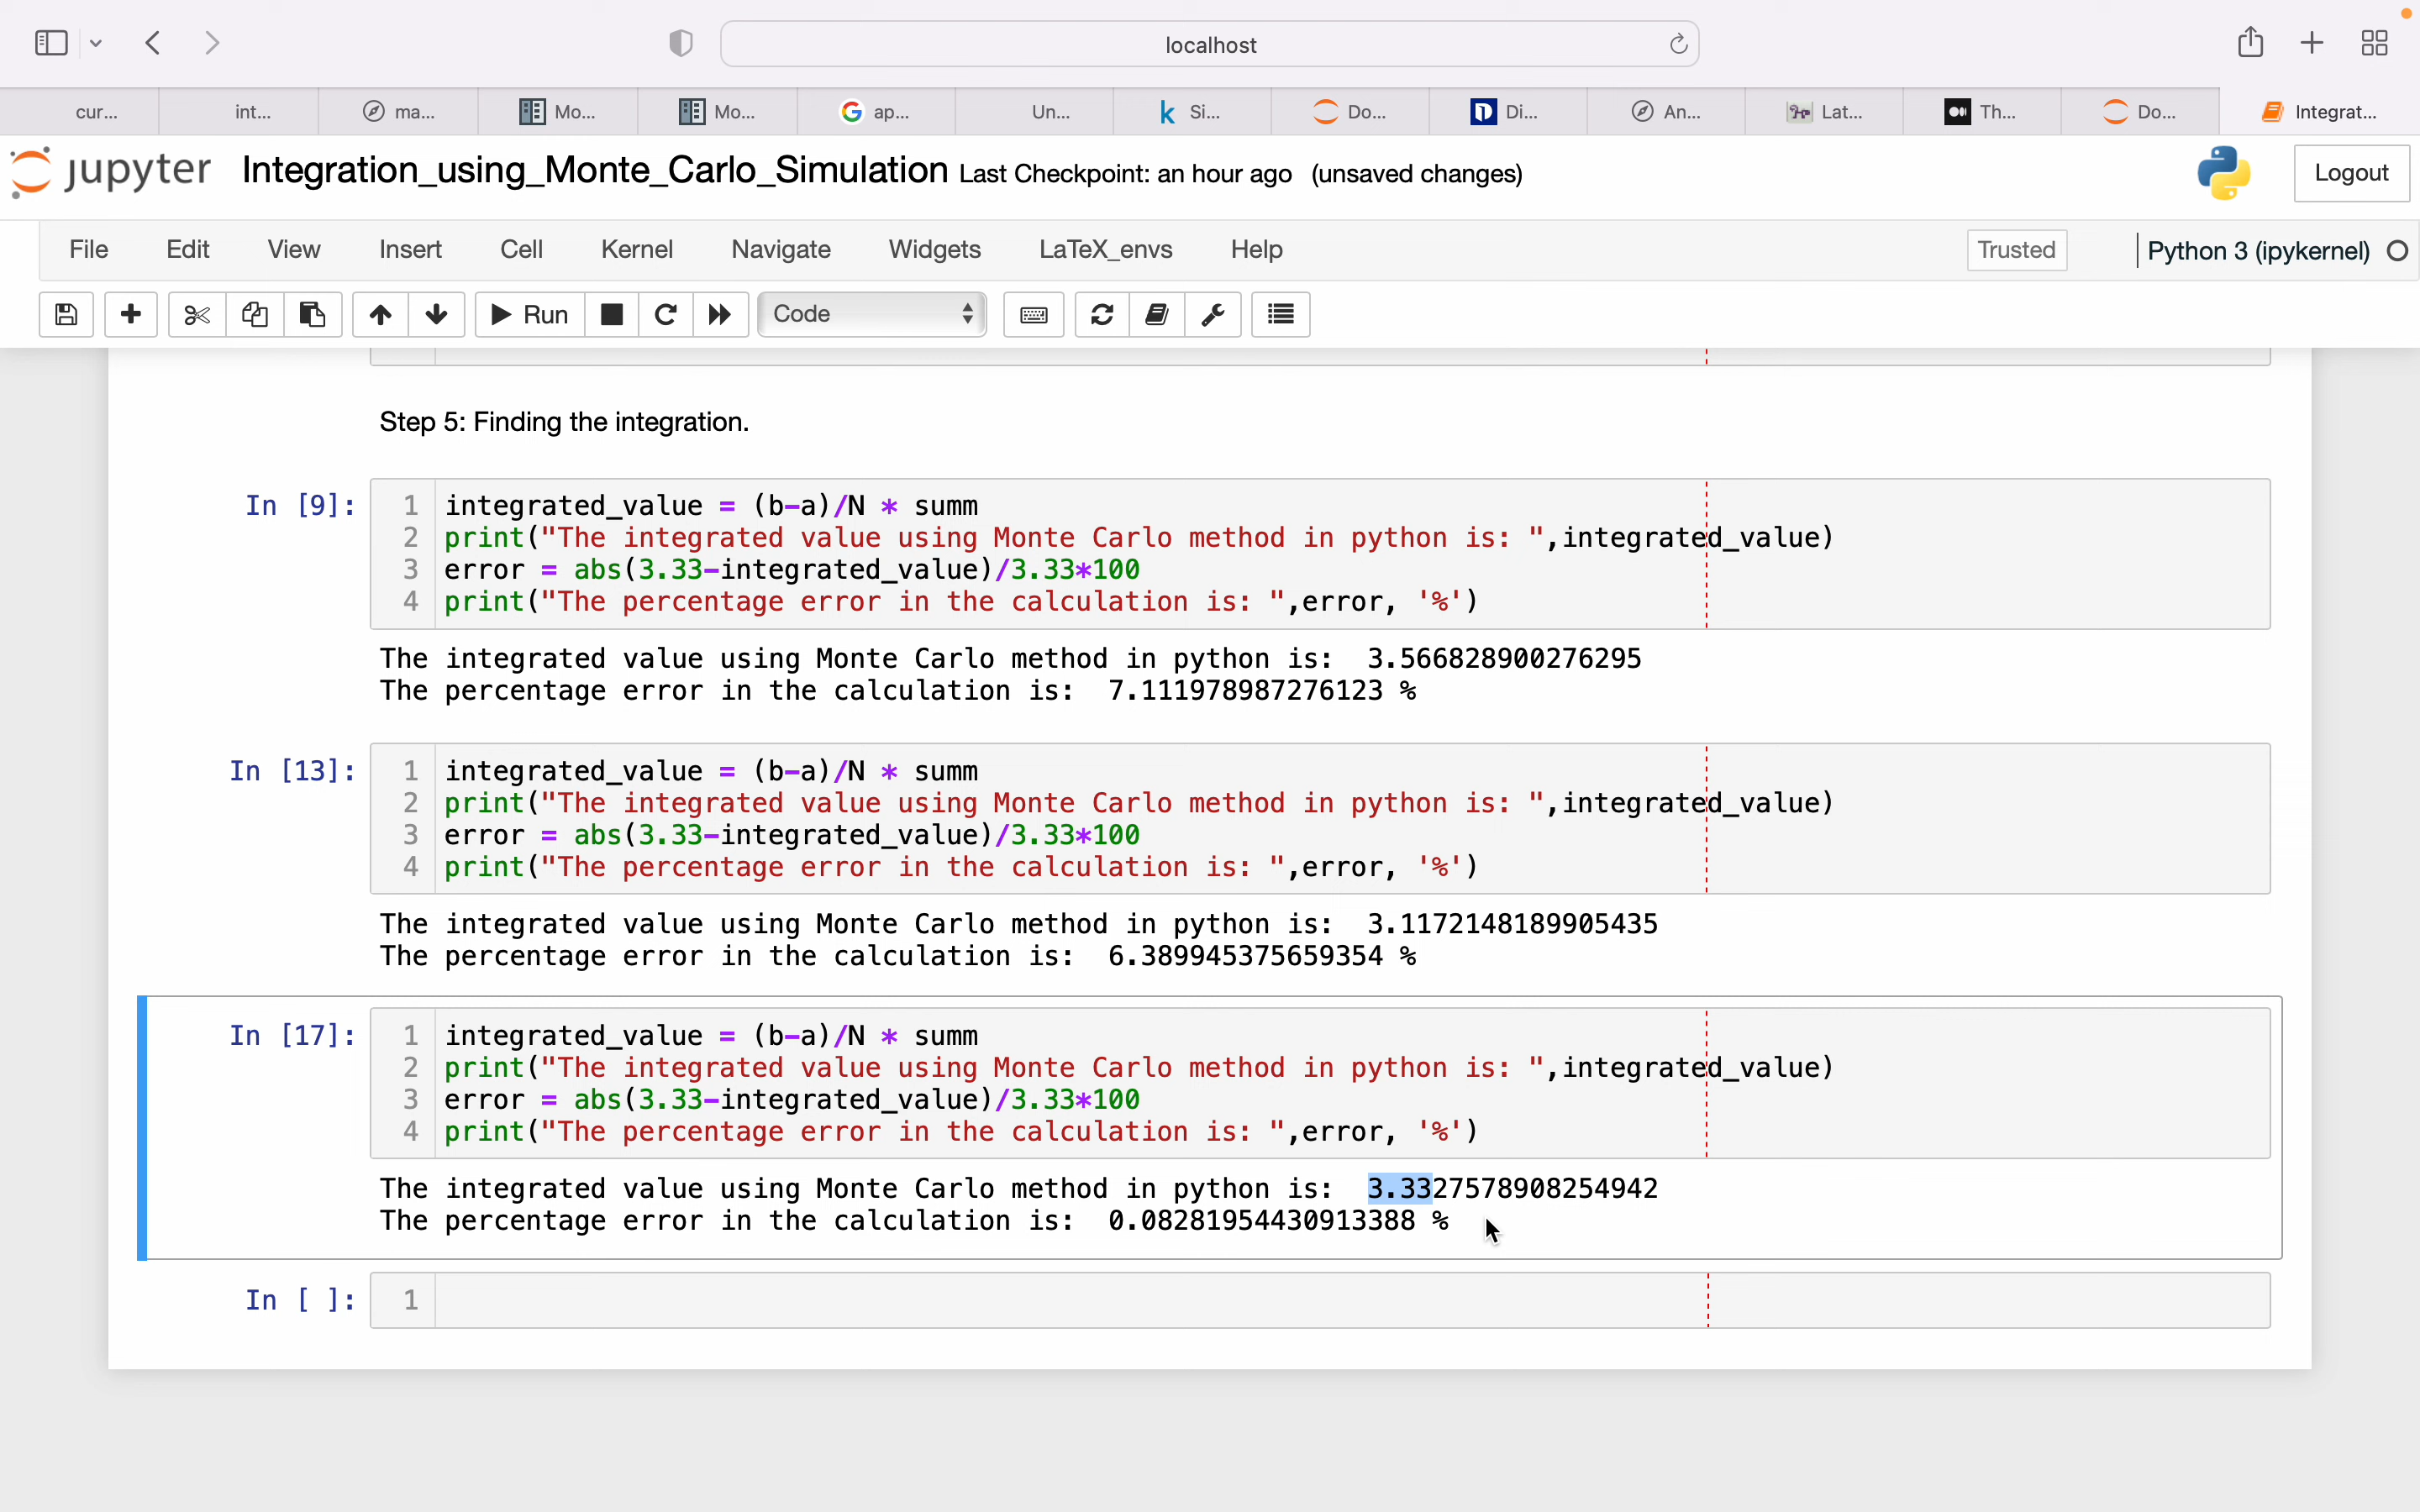 localhost
cur...
int...
ma...
Mo...
Mo...
ap...
Un...
Si...
Do...
Di...
An...
Lat...
Th...
Do...
Integrat...
jupyter Integration_using_Monte_Carlo_Simulation Last Checkpoint: an hour ago (unsaved changes)
Logout
File Edit View Insert Cell Kernel Navigate Widgets LaTeX_envs Help
Trusted
Python 3 (ipykernel)
Run
Code
Step 5: Finding the integration.
In [9]:
1 integrated_value = (b-a)/N * summ
2 print("The integrated value using Monte Carlo method in python is: ",integrated_value)
3 error = abs(3.33-integrated_value)/3.33*100
4 print("The percentage error in the calculation is: ",error, '%')
The integrated value using Monte Carlo method in python is:  3.566828900276295
The percentage error in the calculation is:  7.111978987276123 %
In [13]:
1 integrated_value = (b-a)/N * summ
2 print("The integrated value using Monte Carlo method in python is: ",integrated_value)
3 error = abs(3.33-integrated_value)/3.33*100
4 print("The percentage error in the calculation is: ",error, '%')
The integrated value using Monte Carlo method in python is:  3.1172148189905435
The percentage error in the calculation is:  6.389945375659354 %
In [17]:
1 integrated_value = (b-a)/N * summ
2 print("The integrated value using Monte Carlo method in python is: ",integrated_value)
3 error = abs(3.33-integrated_value)/3.33*100
4 print("The percentage error in the calculation is: ",error, '%')
The integrated value using Monte Carlo method in python is:  3.3327578908254942
The percentage error in the calculation is:  0.08281954430913388 %
In [ ]:
1